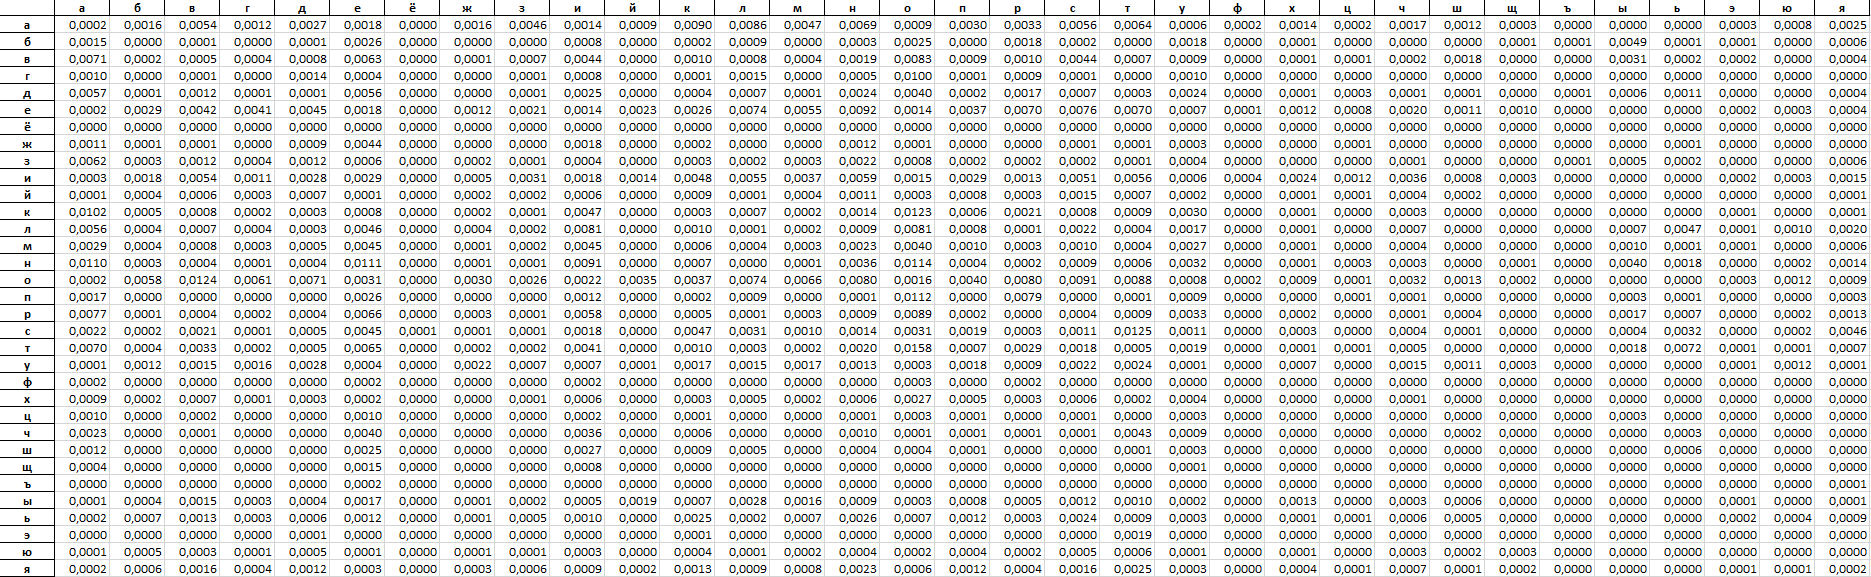 а б в г д е ё ж з и й к л м н о п р с т у ф х ц ч ш щ ъ ы ь э ю я
а 0,0002 0,0016 0,0054 0,0012 0,0027 0,0018 0,0000 0,0016 0,0046 0,0014 0,0009 0,0090 0,0086 0,0047 0,0069 0,0009 0,0030 0,0033 0,0056 0,0064 0,0006 0,0002 0,0014 0,0002 0,0017 0,0012 0,0003 0,0000 0,0000 0,0000 0,0003 0,0008 0,0025
б 0,0015 0,0000 0,0001 0,0000 0,0001 0,0026 0,0000 0,0000 0,0000 0,0008 0,0000 0,0002 0,0009 0,0000 0,0003 0,0025 0,0000 0,0018 0,0002 0,0000 0,0018 0,0000 0,0001 0,0000 0,0000 0,0000 0,0001 0,0001 0,0049 0,0001 0,0001 0,0000 0,0006
в 0,0071 0,0002 0,0005 0,0004 0,0008 0,0063 0,0000 0,0001 0,0007 0,0044 0,0000 0,0010 0,0008 0,0004 0,0019 0,0083 0,0009 0,0010 0,0044 0,0007 0,0009 0,0000 0,0001 0,0001 0,0002 0,0018 0,0000 0,0000 0,0031 0,0002 0,0002 0,0000 0,0004
г 0,0010 0,0000 0,0001 0,0000 0,0014 0,0004 0,0000 0,0000 0,0001 0,0008 0,0000 0,0001 0,0015 0,0000 0,0005 0,0100 0,0001 0,0009 0,0001 0,0000 0,0010 0,0000 0,0000 0,0000 0,0000 0,0000 0,0000 0,0000 0,0000 0,0000 0,0000 0,0000 0,0000
д 0,0057 0,0001 0,0012 0,0001 0,0001 0,0056 0,0000 0,0000 0,0001 0,0025 0,0000 0,0004 0,0007 0,0001 0,0024 0,0040 0,0002 0,0017 0,0007 0,0003 0,0024 0,0000 0,0001 0,0003 0,0001 0,0001 0,0000 0,0001 0,0006 0,0011 0,0000 0,0000 0,0004
е 0,0002 0,0029 0,0042 0,0041 0,0045 0,0018 0,0000 0,0012 0,0021 0,0014 0,0023 0,0026 0,0074 0,0055 0,0092 0,0014 0,0037 0,0070 0,0076 0,0070 0,0007 0,0001 0,0012 0,0008 0,0020 0,0011 0,0010 0,0000 0,0000 0,0000 0,0002 0,0003 0,0004
ё 0,0000 0,0000 0,0000 0,0000 0,0000 0,0000 0,0000 0,0000 0,0000 0,0000 0,0000 0,0000 0,0000 0,0000 0,0000 0,0000 0,0000 0,0000 0,0000 0,0000 0,0000 0,0000 0,0000 0,0000 0,0000 0,0000 0,0000 0,0000 0,0000 0,0000 0,0000 0,0000 0,0000
ж 0,0011 0,0001 0,0001 0,0000 0,0009 0,0044 0,0000 0,0000 0,0000 0,0018 0,0000 0,0002 0,0000 0,0000 0,0012 0,0001 0,0000 0,0000 0,0001 0,0001 0,0003 0,0000 0,0000 0,0001 0,0000 0,0000 0,0000 0,0000 0,0000 0,0001 0,0000 0,0000 0,0000
з 0,0062 0,0003 0,0012 0,0004 0,0012 0,0006 0,0000 0,0002 0,0001 0,0004 0,0000 0,0003 0,0002 0,0003 0,0022 0,0008 0,0002 0,0002 0,0002 0,0001 0,0004 0,0000 0,0000 0,0000 0,0001 0,0000 0,0000 0,0001 0,0005 0,0002 0,0000 0,0000 0,0006
и 0,0003 0,0018 0,0054 0,0011 0,0028 0,0029 0,0000 0,0005 0,0031 0,0018 0,0014 0,0048 0,0055 0,0037 0,0059 0,0015 0,0029 0,0013 0,0051 0,0056 0,0006 0,0004 0,0024 0,0012 0,0036 0,0008 0,0003 0,0000 0,0000 0,0000 0,0002 0,0003 0,0015
й 0,0001 0,0004 0,0006 0,0003 0,0007 0,0001 0,0000 0,0002 0,0002 0,0006 0,0000 0,0009 0,0001 0,0004 0,0011 0,0003 0,0008 0,0003 0,0015 0,0007 0,0002 0,0000 0,0001 0,0001 0,0004 0,0002 0,0000 0,0000 0,0000 0,0000 0,0001 0,0000 0,0001
к 0,0102 0,0005 0,0008 0,0002 0,0003 0,0008 0,0000 0,0002 0,0001 0,0047 0,0000 0,0003 0,0007 0,0002 0,0014 0,0123 0,0006 0,0021 0,0008 0,0009 0,0030 0,0000 0,0001 0,0000 0,0003 0,0000 0,0000 0,0000 0,0000 0,0000 0,0001 0,0000 0,0001
л 0,0056 0,0004 0,0007 0,0004 0,0003 0,0046 0,0000 0,0004 0,0002 0,0081 0,0000 0,0010 0,0001 0,0002 0,0009 0,0081 0,0008 0,0001 0,0022 0,0004 0,0017 0,0000 0,0001 0,0000 0,0007 0,0000 0,0000 0,0000 0,0007 0,0047 0,0001 0,0010 0,0020
м 0,0029 0,0004 0,0008 0,0003 0,0005 0,0045 0,0000 0,0001 0,0002 0,0045 0,0000 0,0006 0,0004 0,0003 0,0023 0,0040 0,0010 0,0003 0,0010 0,0004 0,0027 0,0000 0,0001 0,0000 0,0004 0,0000 0,0000 0,0000 0,0010 0,0001 0,0001 0,0000 0,0006
н 0,0110 0,0003 0,0004 0,0001 0,0004 0,0111 0,0000 0,0001 0,0001 0,0091 0,0000 0,0007 0,0000 0,0001 0,0036 0,0114 0,0004 0,0002 0,0009 0,0006 0,0032 0,0000 0,0001 0,0003 0,0003 0,0000 0,0001 0,0000 0,0040 0,0018 0,0000 0,0002 0,0014
о 0,0002 0,0058 0,0124 0,0061 0,0071 0,0031 0,0000 0,0030 0,0026 0,0022 0,0035 0,0037 0,0074 0,0066 0,0080 0,0016 0,0040 0,0080 0,0091 0,0088 0,0008 0,0002 0,0009 0,0001 0,0032 0,0013 0,0002 0,0000 0,0000 0,0000 0,0003 0,0012 0,0009
п 0,0017 0,0000 0,0000 0,0000 0,0000 0,0026 0,0000 0,0000 0,0000 0,0012 0,0000 0,0002 0,0009 0,0000 0,0001 0,0112 0,0000 0,0079 0,0000 0,0001 0,0009 0,0000 0,0000 0,0001 0,0001 0,0000 0,0000 0,0000 0,0003 0,0001 0,0000 0,0000 0,0003
р 0,0077 0,0001 0,0004 0,0002 0,0004 0,0066 0,0000 0,0003 0,0001 0,0058 0,0000 0,0005 0,0001 0,0003 0,0009 0,0089 0,0002 0,0000 0,0004 0,0009 0,0033 0,0000 0,0002 0,0000 0,0001 0,0004 0,0000 0,0000 0,0017 0,0007 0,0000 0,0002 0,0013
с 0,0022 0,0002 0,0021 0,0001 0,0005 0,0045 0,0001 0,0001 0,0001 0,0018 0,0000 0,0047 0,0031 0,0010 0,0014 0,0031 0,0019 0,0003 0,0011 0,0125 0,0011 0,0000 0,0003 0,0000 0,0004 0,0001 0,0000 0,0000 0,0004 0,0032 0,0000 0,0002 0,0046
т 0,0070 0,0004 0,0033 0,0002 0,0005 0,0065 0,0000 0,0002 0,0002 0,0041 0,0000 0,0010 0,0003 0,0002 0,0020 0,0158 0,0007 0,0029 0,0018 0,0005 0,0019 0,0000 0,0001 0,0001 0,0005 0,0000 0,0000 0,0000 0,0018 0,0072 0,0001 0,0001 0,0007
у 0,0001 0,0012 0,0015 0,0016 0,0028 0,0004 0,0000 0,0022 0,0007 0,0007 0,0001 0,0017 0,0015 0,0017 0,0013 0,0003 0,0018 0,0009 0,0022 0,0024 0,0001 0,0000 0,0007 0,0000 0,0015 0,0011 0,0003 0,0000 0,0000 0,0000 0,0001 0,0012 0,0001
ф 0,0002 0,0000 0,0000 0,0000 0,0000 0,0002 0,0000 0,0000 0,0000 0,0002 0,0000 0,0000 0,0000 0,0000 0,0000 0,0003 0,0000 0,0002 0,0000 0,0000 0,0000 0,0000 0,0000 0,0000 0,0000 0,0000 0,0000 0,0000 0,0000 0,0000 0,0000 0,0000 0,0000
х 0,0009 0,0002 0,0007 0,0001 0,0003 0,0002 0,0000 0,0000 0,0001 0,0006 0,0000 0,0003 0,0005 0,0002 0,0006 0,0027 0,0005 0,0003 0,0006 0,0002 0,0004 0,0000 0,0000 0,0000 0,0001 0,0000 0,0000 0,0000 0,0000 0,0000 0,0000 0,0000 0,0000
ц 0,0010 0,0000 0,0002 0,0000 0,0000 0,0010 0,0000 0,0000 0,0000 0,0002 0,0000 0,0001 0,0000 0,0000 0,0001 0,0003 0,0001 0,0000 0,0001 0,0000 0,0003 0,0000 0,0000 0,0000 0,0000 0,0000 0,0000 0,0000 0,0003 0,0000 0,0000 0,0000 0,0000
ч 0,0023 0,0000 0,0001 0,0000 0,0000 0,0040 0,0000 0,0000 0,0000 0,0036 0,0000 0,0006 0,0000 0,0000 0,0010 0,0001 0,0001 0,0001 0,0001 0,0043 0,0009 0,0000 0,0000 0,0000 0,0000 0,0002 0,0000 0,0000 0,0000 0,0003 0,0000 0,0000 0,0000
ш 0,0012 0,0000 0,0000 0,0000 0,0000 0,0025 0,0000 0,0000 0,0000 0,0027 0,0000 0,0009 0,0005 0,0000 0,0004 0,0004 0,0001 0,0000 0,0000 0,0001 0,0003 0,0000 0,0000 0,0000 0,0000 0,0000 0,0000 0,0000 0,0000 0,0006 0,0000 0,0000 0,0000
щ 0,0004 0,0000 0,0000 0,0000 0,0000 0,0015 0,0000 0,0000 0,0000 0,0008 0,0000 0,0000 0,0000 0,0000 0,0000 0,0000 0,0000 0,0000 0,0000 0,0000 0,0001 0,0000 0,0000 0,0000 0,0000 0,0000 0,0000 0,0000 0,0000 0,0000 0,0000 0,0000 0,0000
ъ 0,0000 0,0000 0,0000 0,0000 0,0000 0,0002 0,0000 0,0000 0,0000 0,0000 0,0000 0,0000 0,0000 0,0000 0,0000 0,0000 0,0000 0,0000 0,0000 0,0000 0,0000 0,0000 0,0000 0,0000 0,0000 0,0000 0,0000 0,0000 0,0000 0,0000 0,0000 0,0000 0,0001
ы 0,0001 0,0004 0,0015 0,0003 0,0004 0,0017 0,0000 0,0001 0,0002 0,0005 0,0019 0,0007 0,0028 0,0016 0,0009 0,0003 0,0008 0,0005 0,0012 0,0010 0,0002 0,0000 0,0013 0,0000 0,0003 0,0006 0,0000 0,0000 0,0000 0,0000 0,0001 0,0000 0,0001
ь 0,0002 0,0007 0,0013 0,0003 0,0006 0,0012 0,0000 0,0001 0,0005 0,0010 0,0000 0,0025 0,0002 0,0007 0,0026 0,0007 0,0012 0,0003 0,0024 0,0009 0,0003 0,0000 0,0001 0,0001 0,0006 0,0005 0,0000 0,0000 0,0000 0,0000 0,0002 0,0004 0,0009
э 0,0000 0,0000 0,0000 0,0000 0,0001 0,0000 0,0000 0,0000 0,0000 0,0000 0,0000 0,0001 0,0000 0,0000 0,0000 0,0000 0,0000 0,0000 0,0000 0,0019 0,0000 0,0000 0,0000 0,0000 0,0000 0,0000 0,0000 0,0000 0,0000 0,0000 0,0000 0,0000 0,0000
ю 0,0001 0,0005 0,0003 0,0001 0,0005 0,0001 0,0000 0,0001 0,0001 0,0003 0,0000 0,0004 0,0001 0,0002 0,0004 0,0002 0,0004 0,0002 0,0005 0,0006 0,0001 0,0000 0,0001 0,0000 0,0003 0,0002 0,0003 0,0000 0,0000 0,0000 0,0000 0,0000 0,0000
я 0,0002 0,0006 0,0016 0,0004 0,0012 0,0003 0,0000 0,0003 0,0006 0,0009 0,0002 0,0013 0,0009 0,0008 0,0023 0,0006 0,0012 0,0004 0,0016 0,0025 0,0003 0,0000 0,0004 0,0001 0,0007 0,0001 0,0002 0,0000 0,0000 0,0000 0,0001 0,0001 0,0002